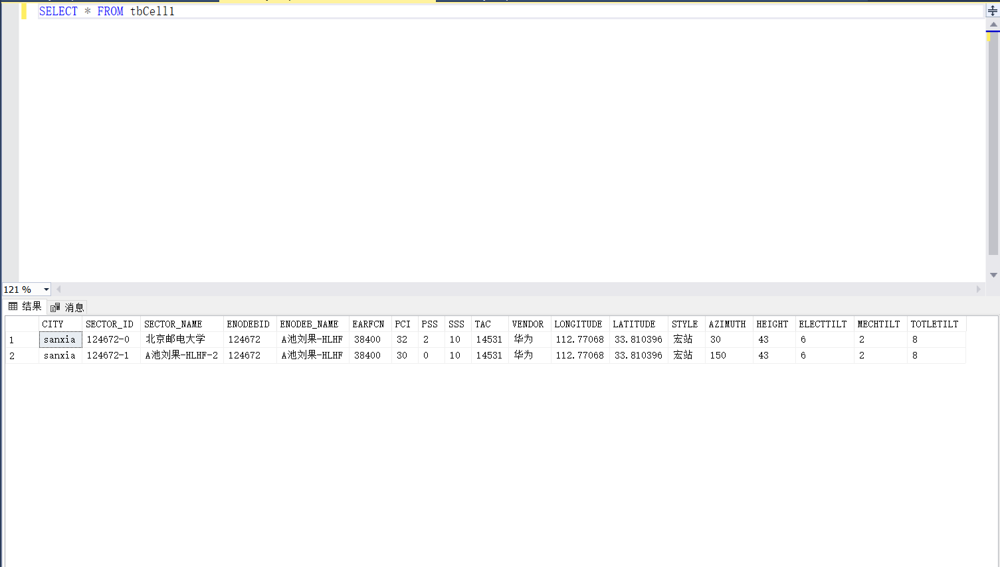 SELECT * FROM tbCell1
121 %
结果 消息
CITY SECTOR_ID SECTOR_NAME ENODEBID ENODEB_NAME EARFCN PCI PSS SSS TAC VENDOR LONGITUDE LATITUDE STYLE AZIMUTH HEIGHT ELECTTILT MECHTILT TOTLETILT
1 sanxia 124672-0 北京邮电大学 124672 A池刘果-HLHF 38400 32 2 10 14531 华为 112.77068 33.810396 宏站 30 43 6 2 8
2 sanxia 124672-1 A池刘果-HLHF-2 124672 A池刘果-HLHF 38400 30 0 10 14531 华为 112.77068 33.810396 宏站 150 43 6 2 8